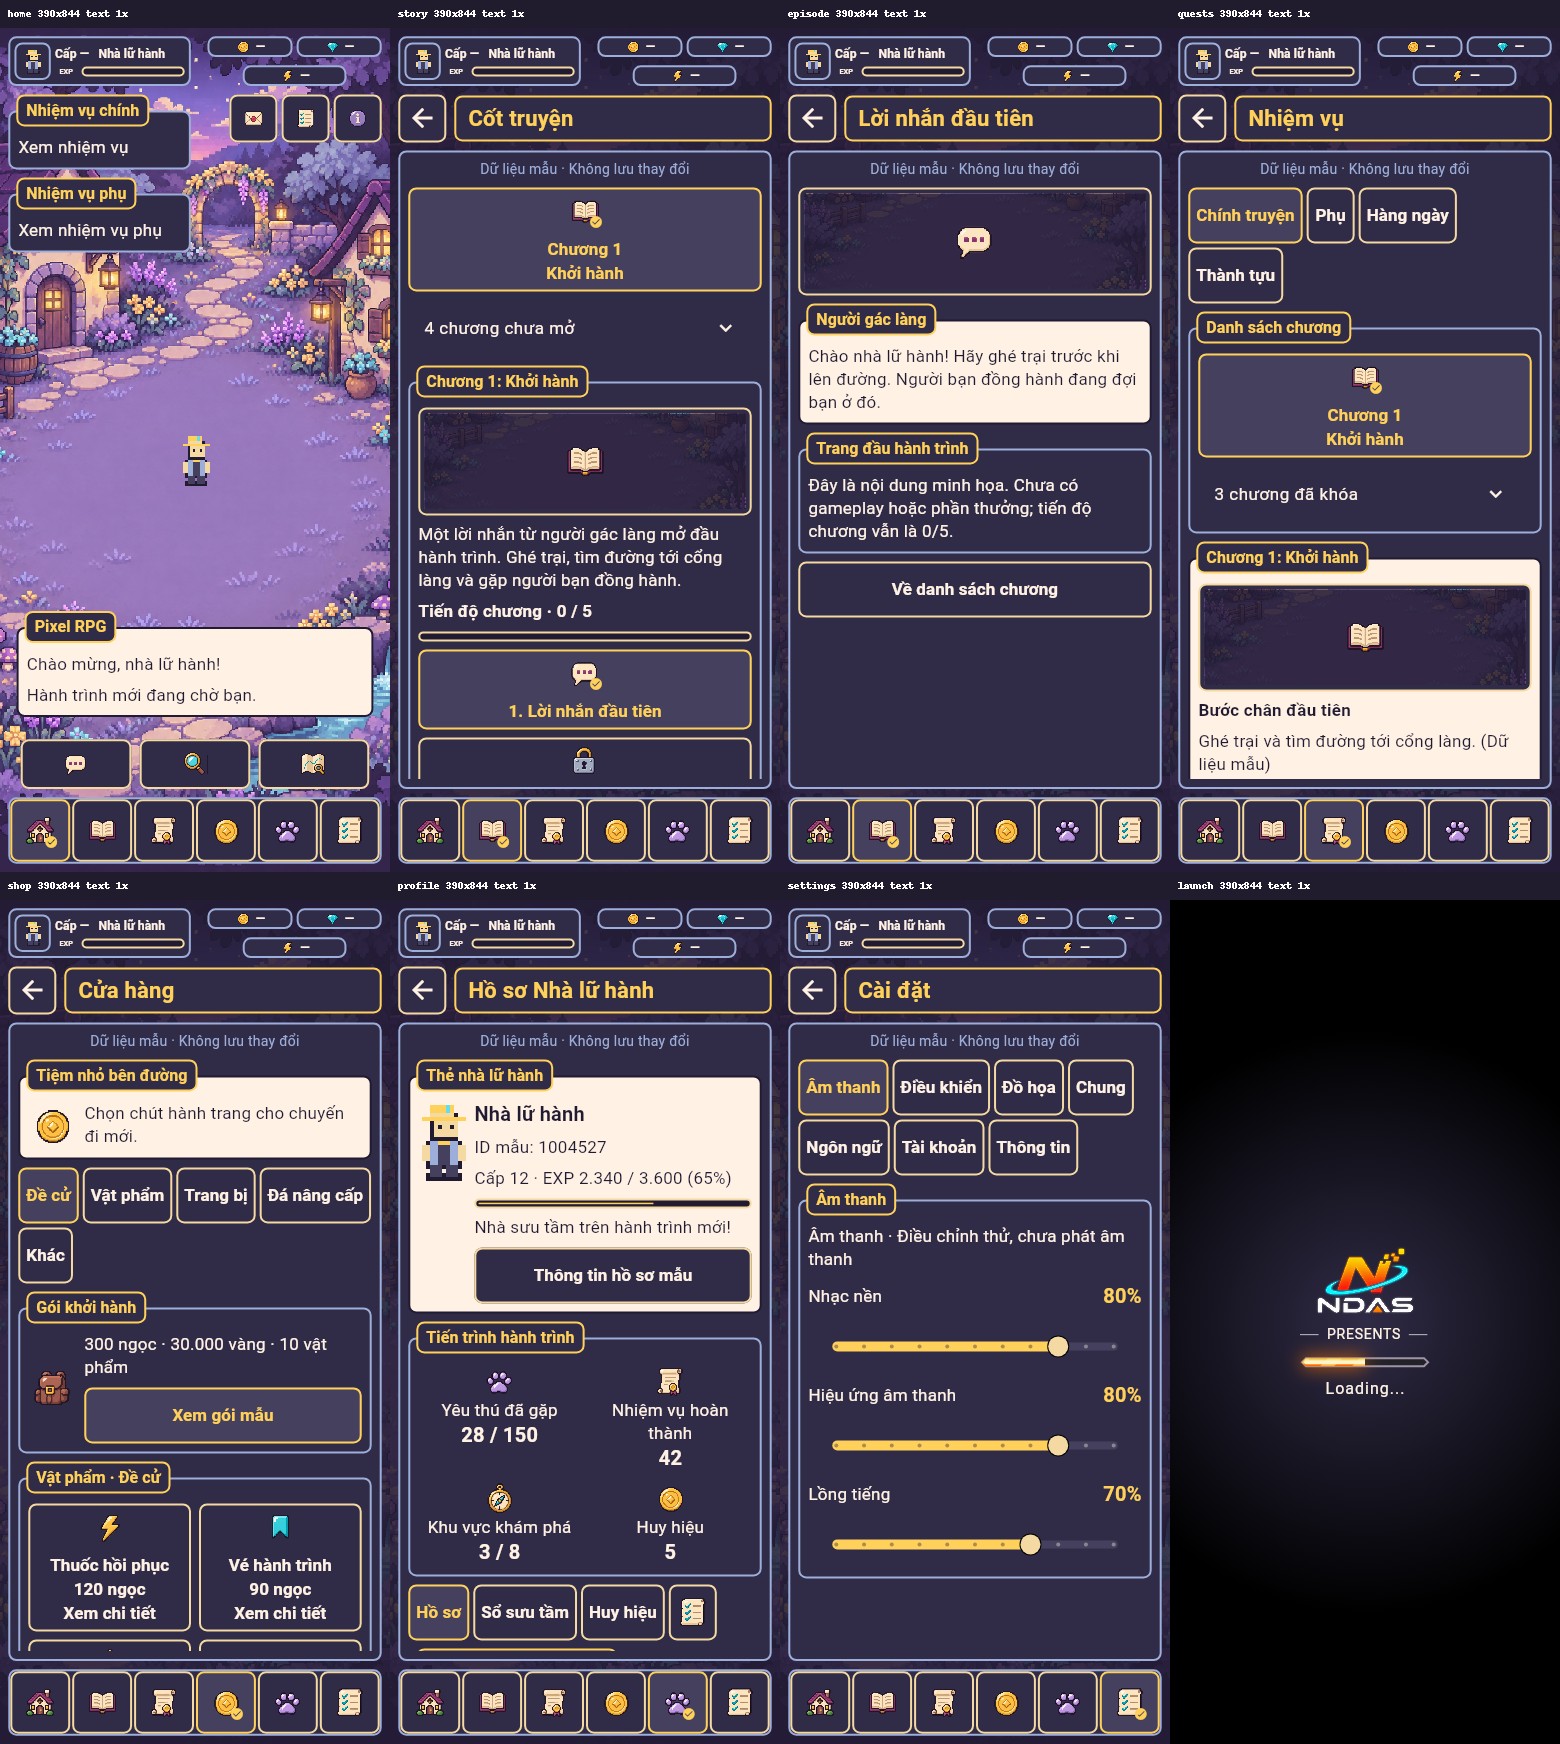 home 390x844 text 1x
Cấp — Nhà lữ hành
EXP
—
—
—
Nhiệm vụ chính
Xem nhiệm vụ
Nhiệm vụ phụ
Xem nhiệm vụ phụ
Pixel RPG
Chào mừng, nhà lữ hành!
Hành trình mới đang chờ bạn.
story 390x844 text 1x
Cấp — Nhà lữ hành
EXP
—
—
—
Cốt truyện
Dữ liệu mẫu · Không lưu thay đổi
Chương 1
Khởi hành
4 chương chưa mở
Chương 1: Khởi hành
Một lời nhắn từ người gác làng mở đầu
hành trình. Ghé trại, tìm đường tới cổng
làng và gặp người bạn đồng hành.
Tiến độ chương · 0 / 5
1. Lời nhắn đầu tiên
episode 390x844 text 1x
Cấp — Nhà lữ hành
EXP
—
—
—
Lời nhắn đầu tiên
Dữ liệu mẫu · Không lưu thay đổi
Người gác làng
Chào nhà lữ hành! Hãy ghé trại trước khi
lên đường. Người bạn đồng hành đang đợi
bạn ở đó.
Trang đầu hành trình
Đây là nội dung minh họa. Chưa có
gameplay hoặc phần thưởng; tiến độ
chương vẫn là 0/5.
Về danh sách chương
quests 390x844 text 1x
Cấp — Nhà lữ hành
EXP
—
—
—
Nhiệm vụ
Dữ liệu mẫu · Không lưu thay đổi
Chính truyện Phụ Hàng ngày
Thành tựu
Danh sách chương
Chương 1
Khởi hành
3 chương đã khóa
Chương 1: Khởi hành
Bước chân đầu tiên
Ghé trại và tìm đường tới cổng làng. (Dữ
liệu mẫu)
shop 390x844 text 1x
Cấp — Nhà lữ hành
EXP
—
—
—
Cửa hàng
Dữ liệu mẫu · Không lưu thay đổi
Tiệm nhỏ bên đường
Chọn chút hành trang cho chuyến
đi mới.
Đề cử Vật phẩm Trang bị Đá nâng cấp
Khác
Gói khởi hành
300 ngọc · 30.000 vàng · 10 vật
phẩm
Xem gói mẫu
Vật phẩm · Đề cử
Thuốc hồi phục
120 ngọc
Xem chi tiết
Vé hành trình
90 ngọc
Xem chi tiết
profile 390x844 text 1x
Cấp — Nhà lữ hành
EXP
—
—
—
Hồ sơ Nhà lữ hành
Dữ liệu mẫu · Không lưu thay đổi
Thẻ nhà lữ hành
Nhà lữ hành
ID mẫu: 1004527
Cấp 12 · EXP 2.340 / 3.600 (65%)
Nhà sưu tầm trên hành trình mới!
Thông tin hồ sơ mẫu
Tiến trình hành trình
Yêu thú đã gặp
28 / 150
Nhiệm vụ hoàn
thành
42
Khu vực khám phá
3 / 8
Huy hiệu
5
Hồ sơ Sổ sưu tầm Huy hiệu
settings 390x844 text 1x
Cấp — Nhà lữ hành
EXP
—
—
—
Cài đặt
Dữ liệu mẫu · Không lưu thay đổi
Âm thanh Điều khiển Đồ họa Chung
Ngôn ngữ Tài khoản Thông tin
Âm thanh
Âm thanh · Điều chỉnh thử, chưa phát âm
thanh
Nhạc nền 80%
Hiệu ứng âm thanh 80%
Lồng tiếng 70%
launch 390x844 text 1x
NDAS
PRESENTS
Loading...